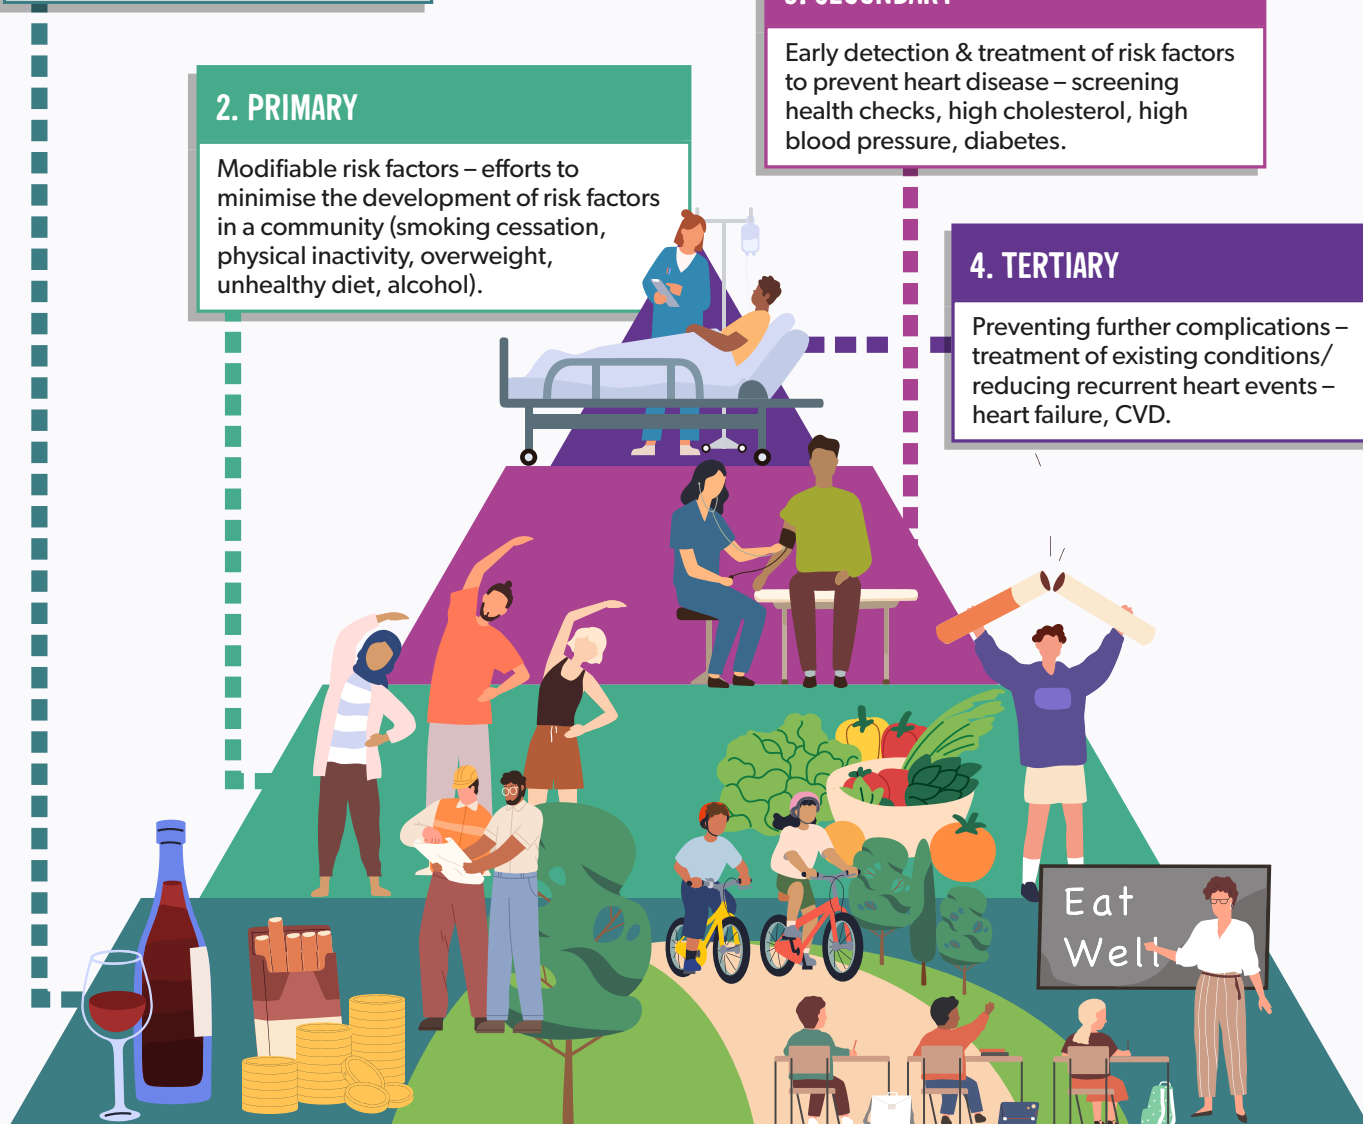 2. PRIMARY
Modifiable risk factors – efforts to
minimise the development of risk factors
in a community (smoking cessation,
physical inactivity, overweight,
unhealthy diet, alcohol).
3. SECONDARY
Early detection & treatment of risk factors
to prevent heart disease – screening
health checks, high cholesterol, high
blood pressure, diabetes.
4. TERTIARY
Preventing further complications –
treatment of existing conditions/
reducing recurrent heart events –
heart failure, CVD.
Eat
Well